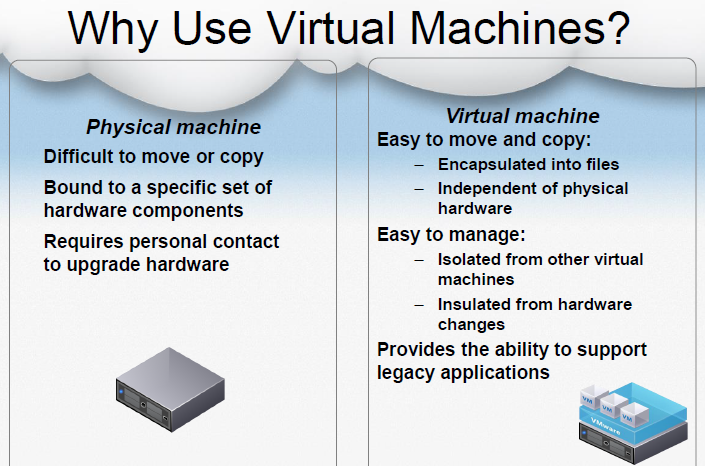 Why Use Virtual Machines?
Physical machine
Difficult to move or copy
Bound to a specific set of
hardware components
Requires personal contact
to upgrade hardware
Virtual machine
Easy to move and copy:
– Encapsulated into files
– Independent of physical
hardware
Easy to manage:
– Isolated from other virtual
machines
– Insulated from hardware
changes
Provides the ability to support
legacy applications
VM
VM
VM
VMware